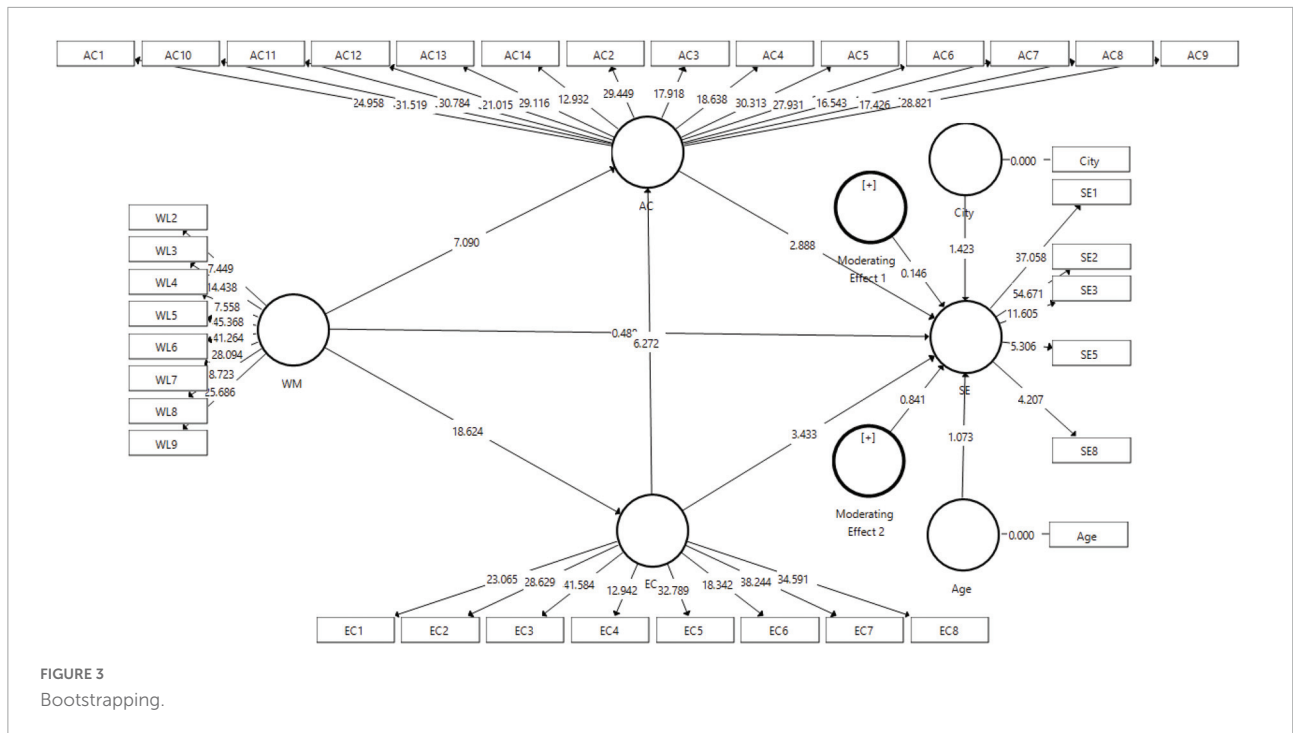 AC1 AC10 AC11 AC12 AC13 AC14 AC2 AC3 AC4 AC5 AC6 AC7 AC8 AC9
24.958 31.519 30.784 21.015 29.116 12.932 29.449 17.918 18.638 30.313 27.931 16.543 17.426 28.821
AC
[+]
Moderating
Effect 1
0.146
City
0.000
City
1.423
SE1
SE2
SE3
SE5
SE8
37.058
54.671
11.605
5.306
4.207
SE
WL2
WL3
WL4
WL5
WL6
WL7
WL8
WL9
7.449
14.438
7.558
45.368
41.264
28.094
8.723
25.686
WM
7.090
2.888
6.272
18.624
3.433
0.841
[+]
Moderating
Effect 2
1.073
0.000
Age
Age
EC
23.065 28.629 41.584 12.942 32.789 18.342 38.244 34.591
EC1 EC2 EC3 EC4 EC5 EC6 EC7 EC8
FIGURE 3
Bootstrapping.